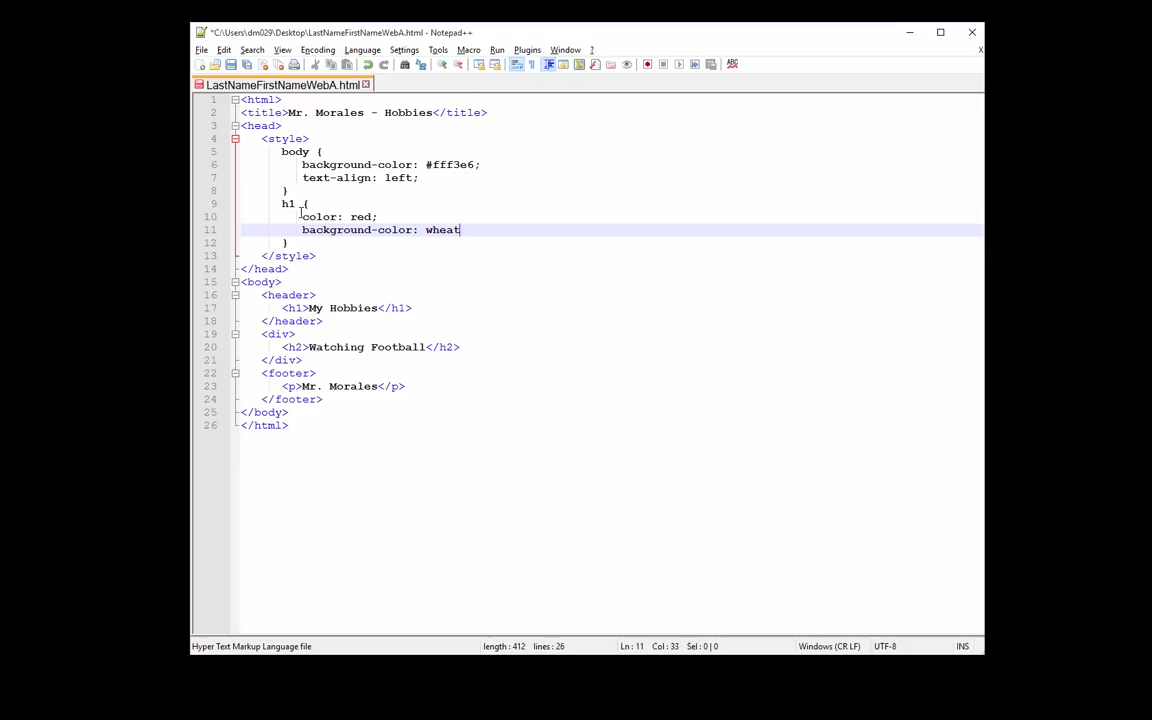 *C:\Users\dm029\Desktop\LastNameFirstNameWebA.html - Notepad++
File Edit Search View Encoding Language Settings Tools Macro Run Plugins Window ? X
ABC
LastNameFirstNameWebA.html
1 <html>
2 <title>Mr. Morales - Hobbies</title>
3 <head>
4 <style>
5 body {
6 background-color: #fff3e6;
7 text-align: left;
8 }
9 h1 {
10 color: red;
11 background-color: wheat
12 }
13 </style>
14 </head>
15 <body>
16 <header>
17 <h1>My Hobbies</h1>
18 </header>
19 <div>
20 <h2>Watching Football</h2>
21 </div>
22 <footer>
23 <p>Mr. Morales</p>
24 </footer>
25 </body>
26 </html>
Hyper Text Markup Language file length : 412 lines : 26 Ln : 11 Col : 33 Sel : 0 | 0 Windows (CR LF) UTF-8 INS